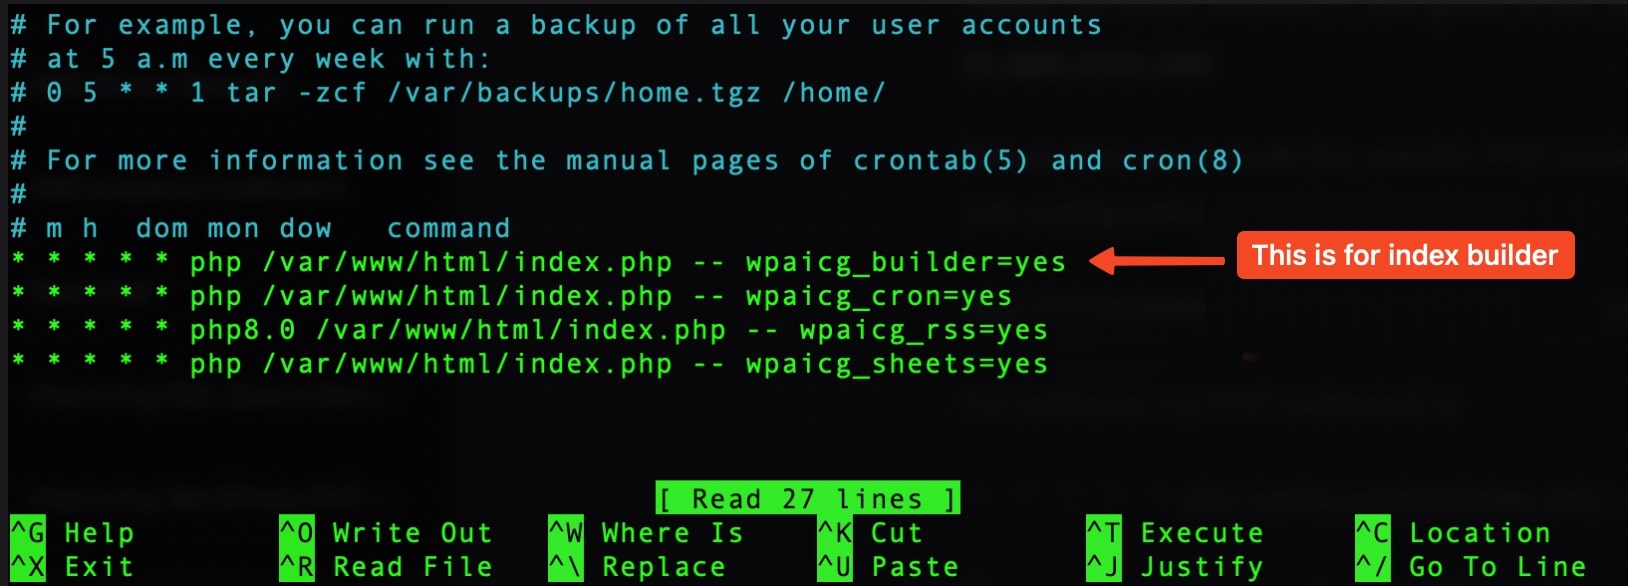 # For example, you can run a backup of all your user accounts
# at 5 a.m every week with:
# 0 5 * * 1 tar -zcf /var/backups/home.tgz /home/
#
# For more information see the manual pages of crontab(5) and cron(8)
#
# m h  dom mon dow   command
* * * * * php /var/www/html/index.php -- wpaicg_builder=yes
This is for index builder
* * * * * php /var/www/html/index.php -- wpaicg_cron=yes
* * * * * php8.0 /var/www/html/index.php -- wpaicg_rss=yes
* * * * * php /var/www/html/index.php -- wpaicg_sheets=yes
[ Read 27 lines ]
^G Help ^O Write Out ^W Where Is ^K Cut ^T Execute ^C Location
^X Exit ^R Read File ^\ Replace ^U Paste ^J Justify ^/ Go To Line